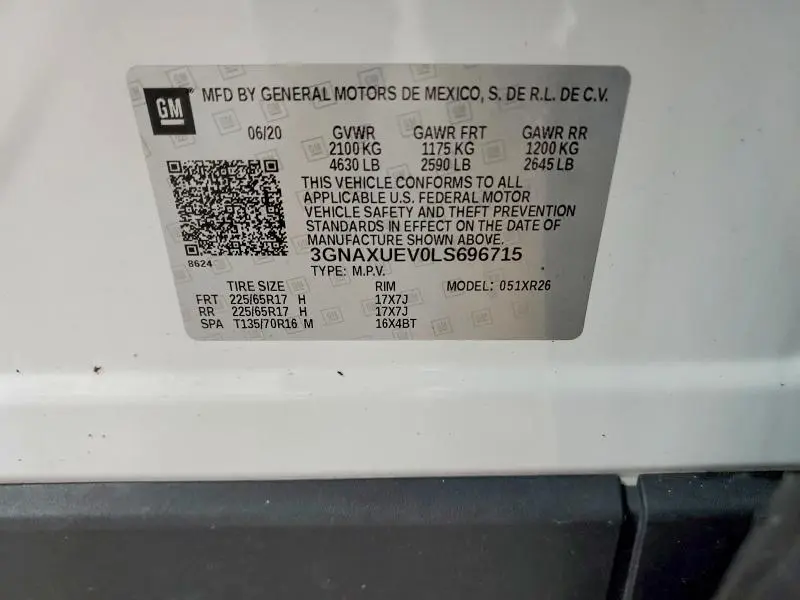 GM
MFD BY GENERAL MOTORS DE MEXICO, S. DE R.L. DE C.V.
06/20 GVWR GAWR FRT GAWR RR
2100 KG 1175 KG 1200 KG
4630 LB 2590 LB 2645 LB
THIS VEHICLE CONFORMS TO ALL
APPLICABLE U.S. FEDERAL MOTOR
VEHICLE SAFETY AND THEFT PREVENTION
STANDARDS IN EFFECT ON THE DATE OF
MANUFACTURE SHOWN ABOVE.
8624 3GNAXUEV0LS696715
TYPE: M.P.V.
TIRE SIZE RIM MODEL: 051XR26
FRT 225/65R17 H 17X7J
RR 225/65R17 H 17X7J
SPA T135/70R16 M 16X4BT